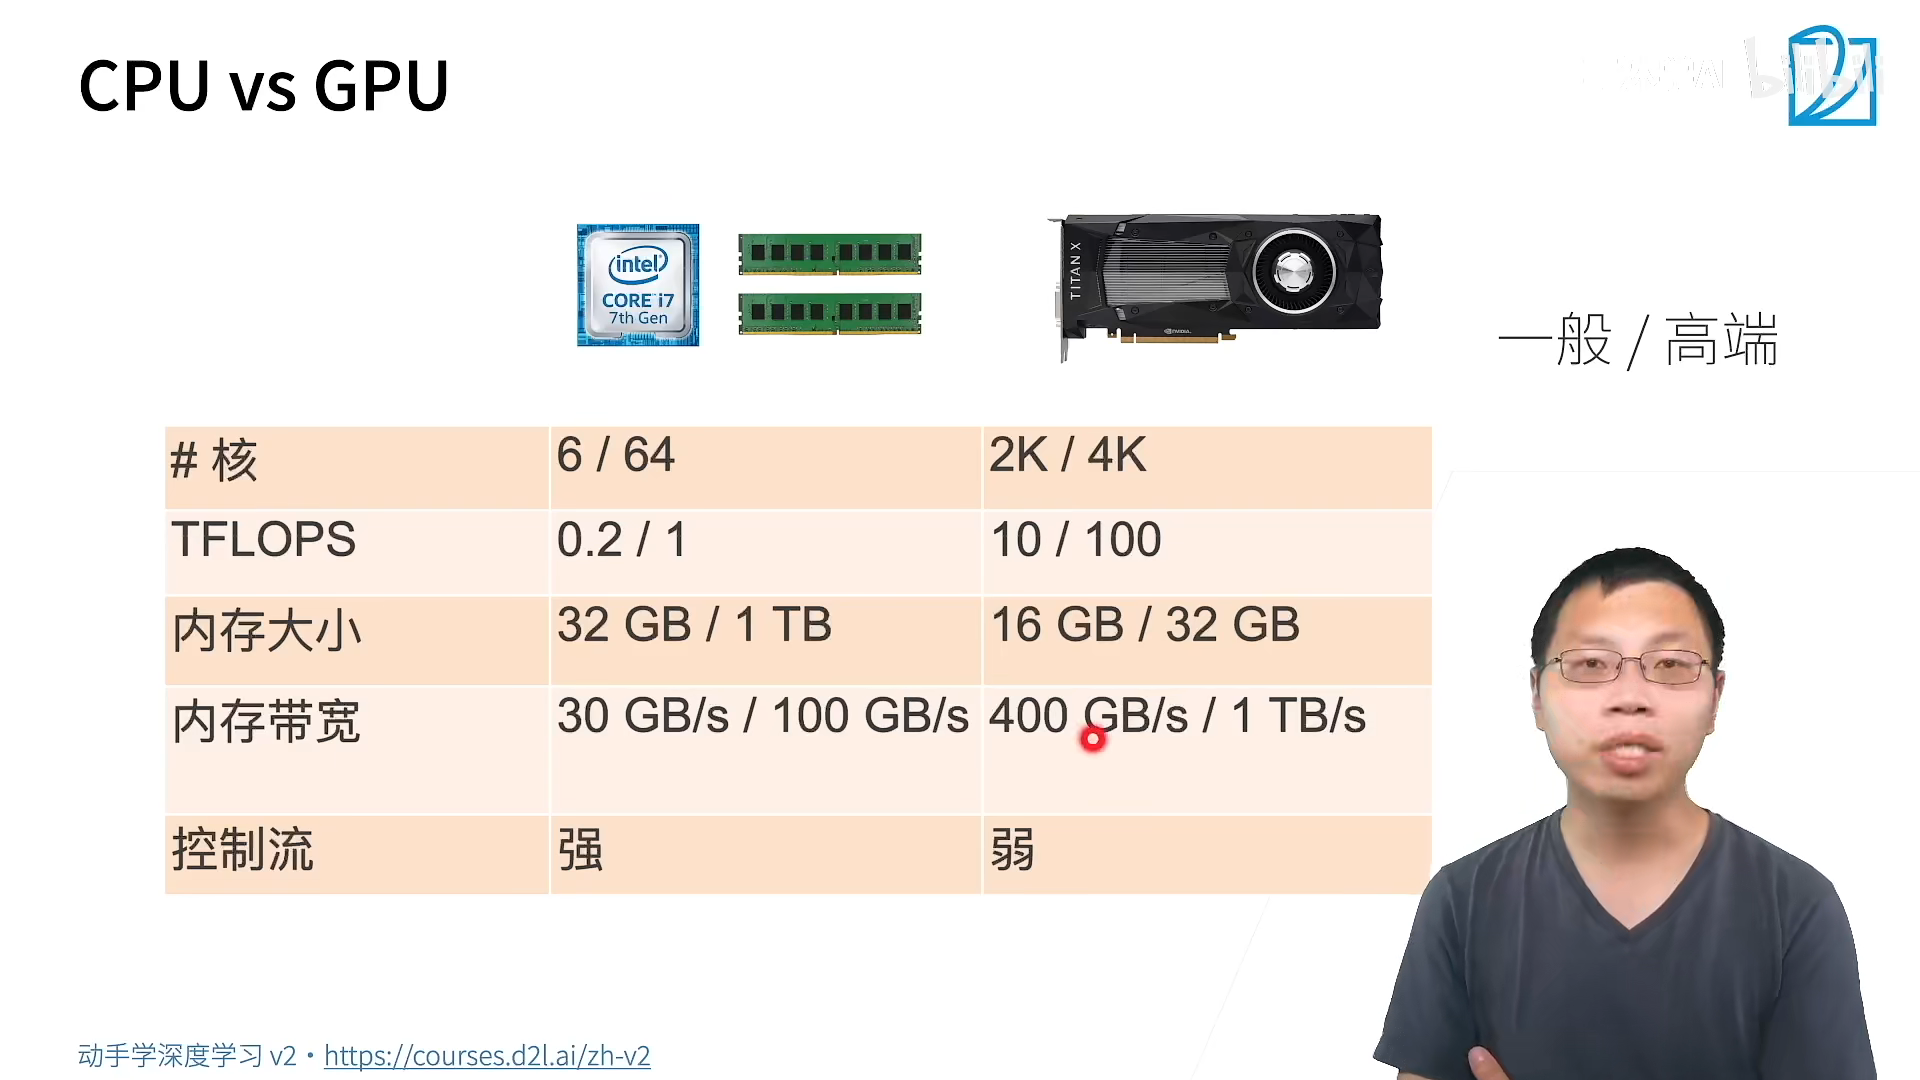 CPU vs GPU
bilibili
intel
CORE i7
7th Gen
TITAN X
NVIDIA
一般 / 高端
# 核 6 / 64 2K / 4K
TFLOPS 0.2 / 1 10 / 100
内存大小 32 GB / 1 TB 16 GB / 32 GB
内存带宽 30 GB/s / 100 GB/s 400 GB/s / 1 TB/s
控制流 强 弱
动手学深度学习 v2 • https://courses.d2l.ai/zh-v2